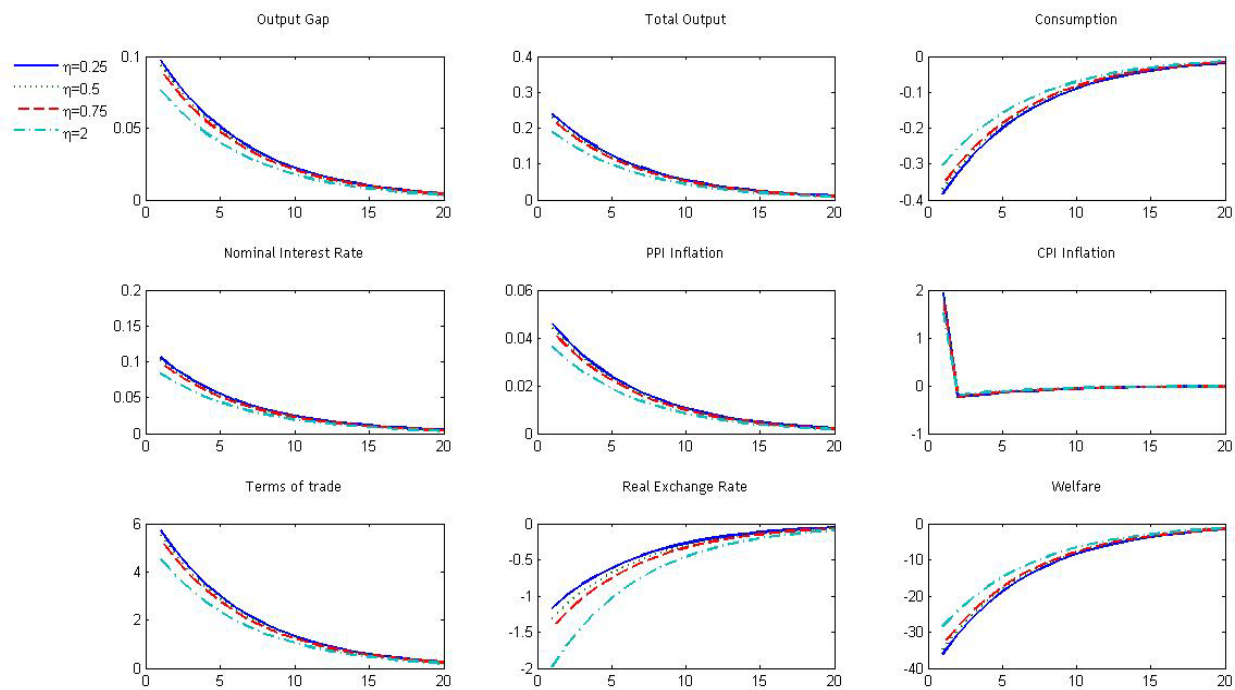 Output Gap
Total Output
Consumption
η=0.25
η=0.5
η=0.75
η=2
0.1
0.05
0
0 5 10 15 20
0.4
0.3
0.2
0.1
0
0 5 10 15 20
0
-0.1
-0.2
-0.3
-0.4
0 5 10 15 20
Nominal Interest Rate
PPI Inflation
CPI Inflation
0.2
0.15
0.1
0.05
0
0 5 10 15 20
0.06
0.04
0.02
0
0 5 10 15 20
2
1
0
-1
0 5 10 15 20
Terms of trade
Real Exchange Rate
Welfare
6
4
2
0
0 5 10 15 20
0
-0.5
-1
-1.5
-2
0 5 10 15 20
0
-10
-20
-30
-40
0 5 10 15 20